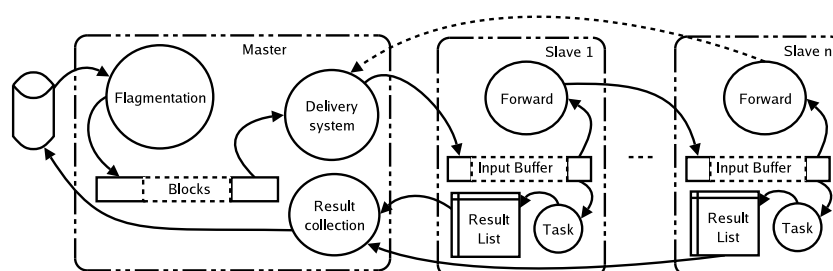 Master
Slave 1
Slave n
Flagmentation
Delivery
system
Forward
Forward
Blocks
Input Buffer
Input Buffer
Result
collection
Result
List
Task
Result
List
Task